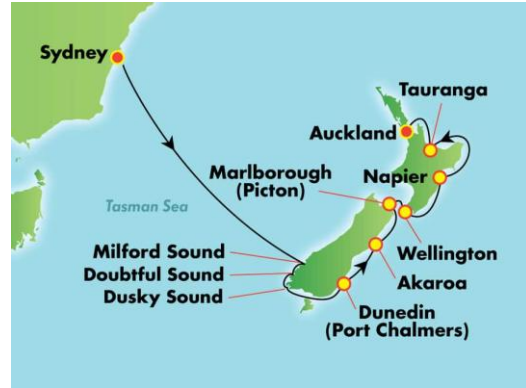 Sydney
Tauranga
Auckland
Marlborough
(Picton)
Napier
Tasman Sea
Wellington
Milford Sound
Doubtful Sound
Akaroa
Dusky Sound
Dunedin
(Port Chalmers)